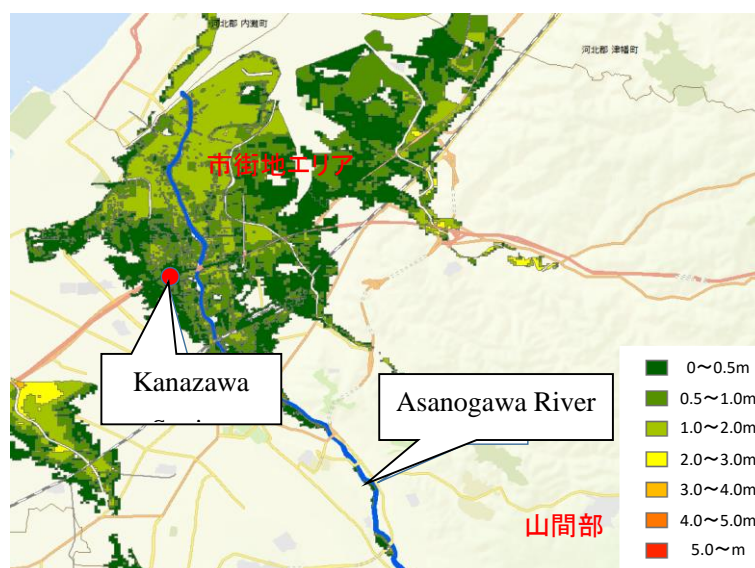 河北郡 内灘町
河北郡 津幡町
市街地エリア
Kanazawa
Asanogawa River
山間部
0～0.5m
0.5～1.0m
1.0～2.0m
2.0～3.0m
3.0～4.0m
4.0～5.0m
5.0～m